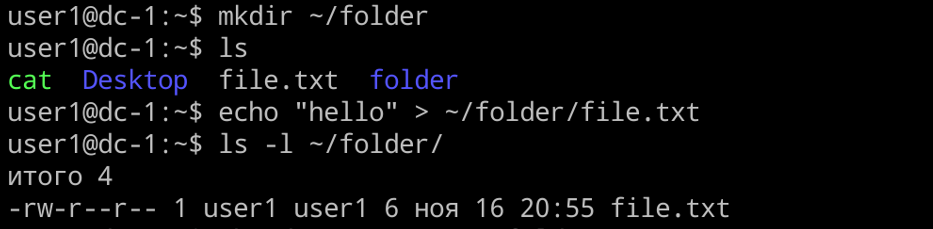 user1@dc-1:~$ mkdir ~/folder
user1@dc-1:~$ ls
cat  Desktop  file.txt  folder
user1@dc-1:~$ echo "hello" > ~/folder/file.txt
user1@dc-1:~$ ls -l ~/folder/
итого 4
-rw-r--r-- 1 user1 user1 6 ноя 16 20:55 file.txt